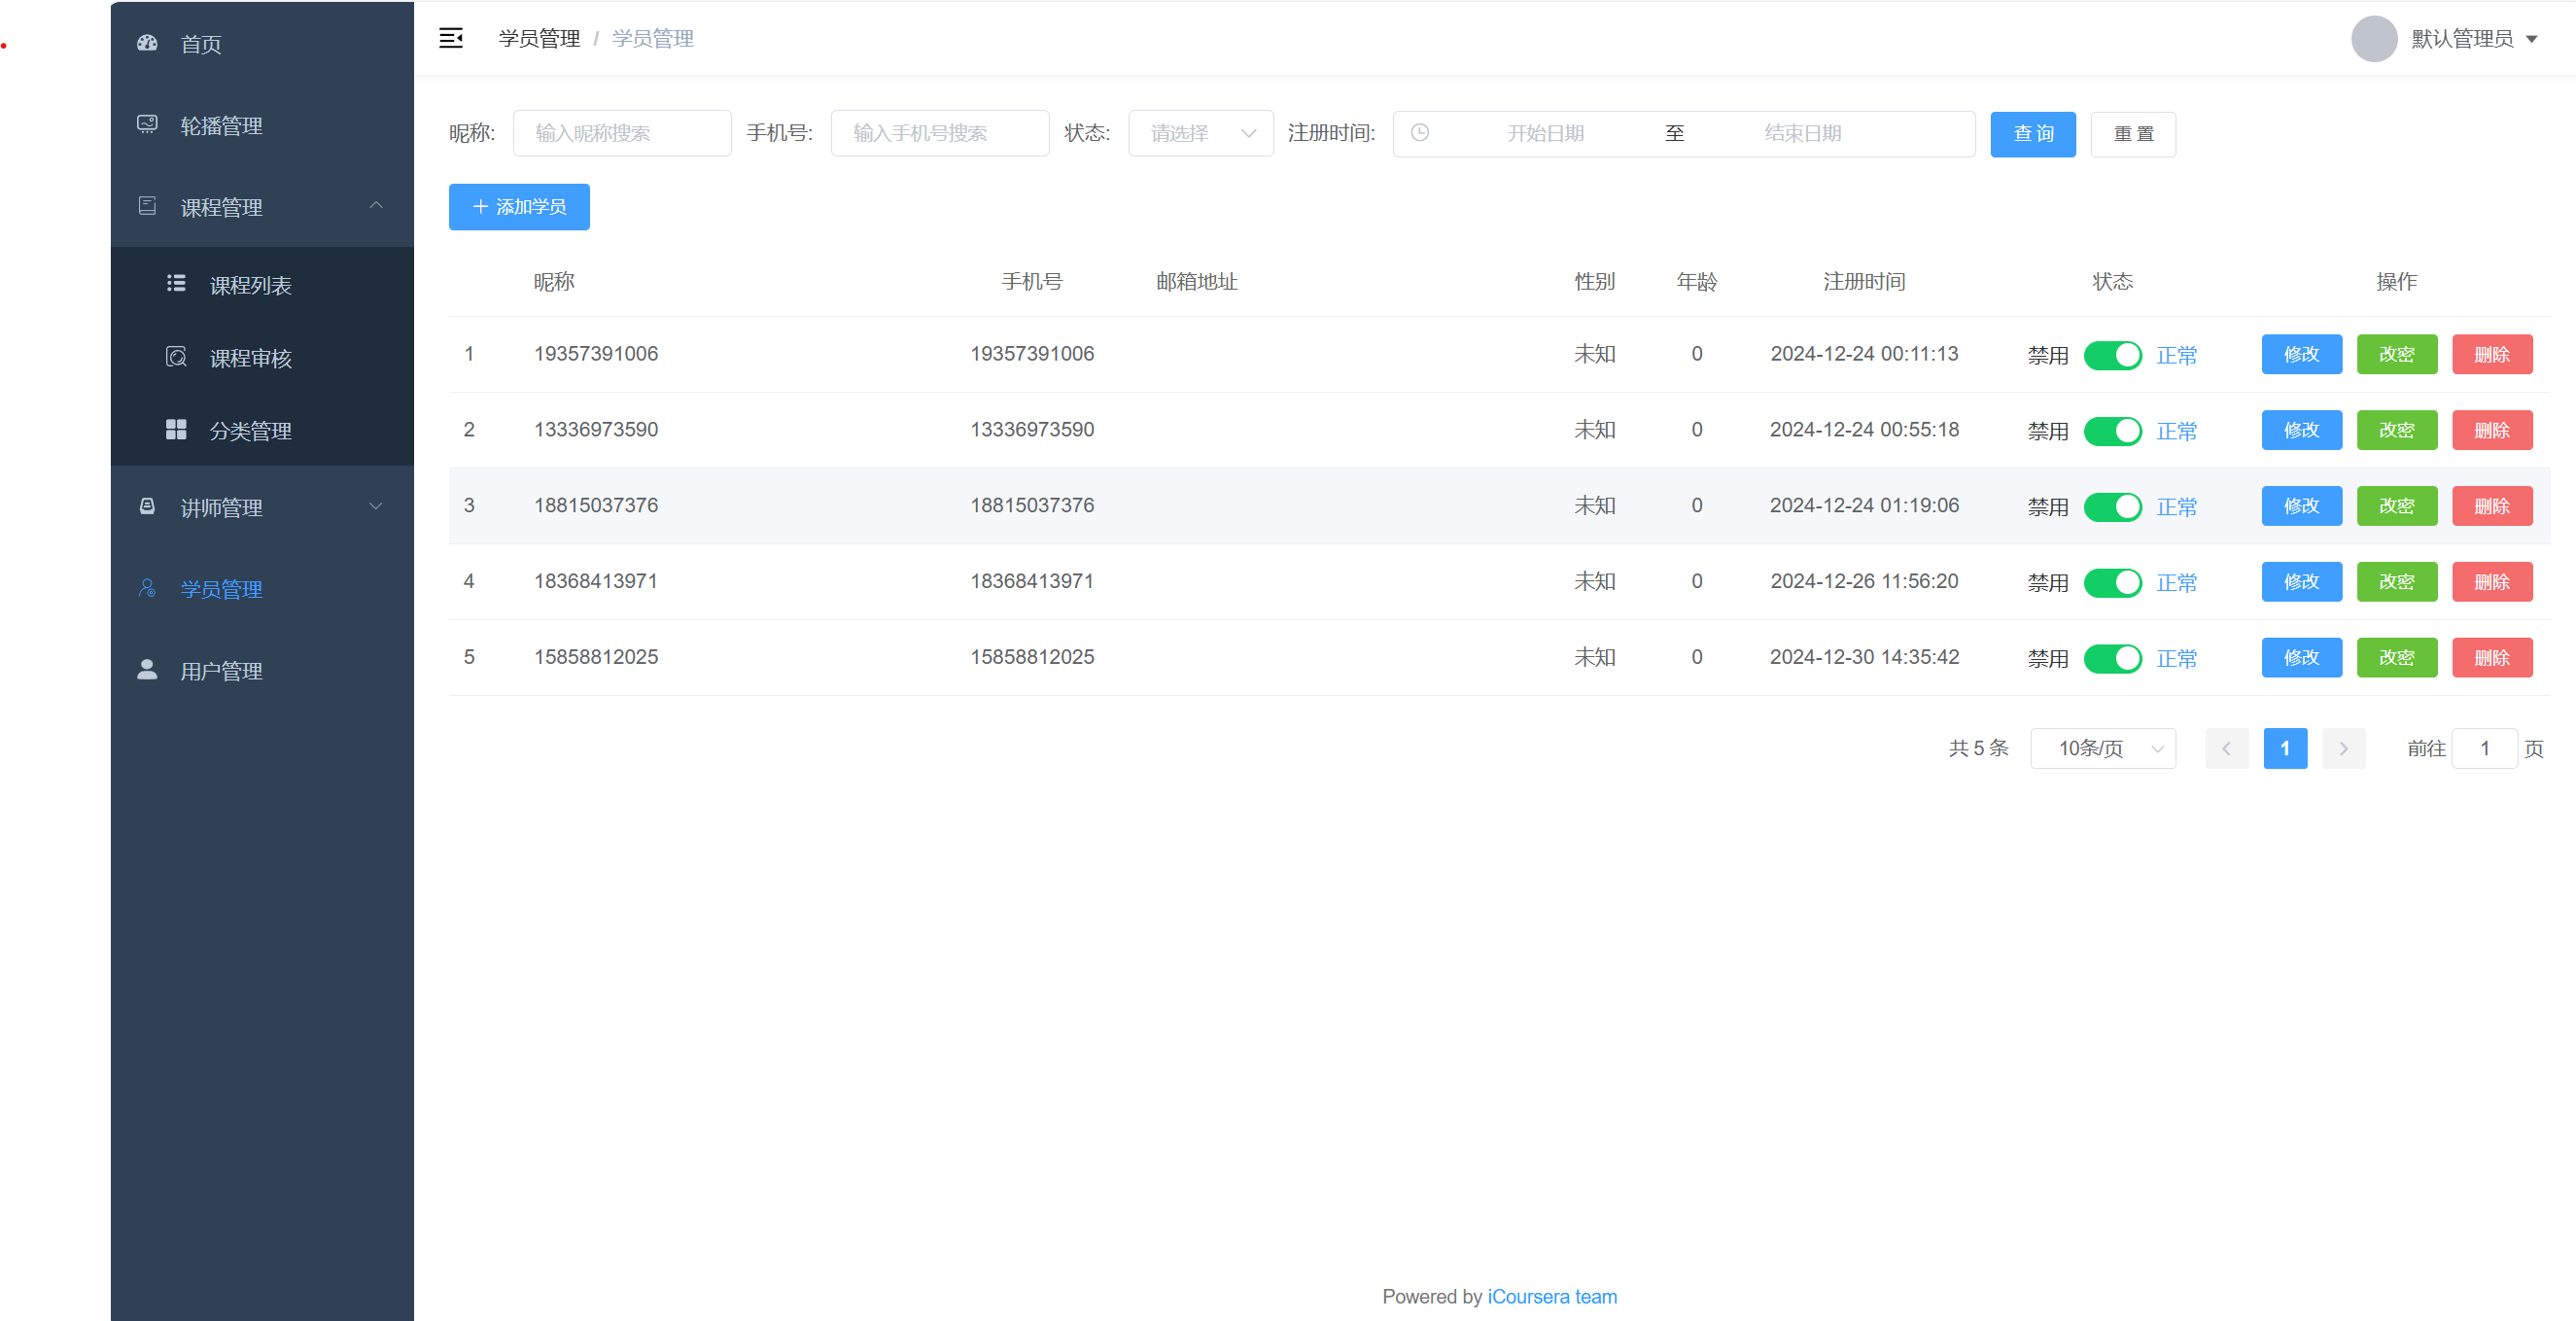 首页
轮播管理
课程管理
课程列表
课程审核
分类管理
讲师管理
学员管理
用户管理
学员管理 / 学员管理
默认管理员
昵称: 输入昵称搜索 手机号: 输入手机号搜索 状态: 请选择 注册时间: 开始日期 至 结束日期 查 询 重 置
+ 添加学员
昵称 手机号 邮箱地址 性别 年龄 注册时间 状态 操作
1 19357391006 19357391006 未知 0 2024-12-24 00:11:13 禁用 正常 修改 改密 删除
2 13336973590 13336973590 未知 0 2024-12-24 00:55:18 禁用 正常 修改 改密 删除
3 18815037376 18815037376 未知 0 2024-12-24 01:19:06 禁用 正常 修改 改密 删除
4 18368413971 18368413971 未知 0 2024-12-26 11:56:20 禁用 正常 修改 改密 删除
5 15858812025 15858812025 未知 0 2024-12-30 14:35:42 禁用 正常 修改 改密 删除
共 5 条 10条/页 1 前往 1 页
Powered by iCoursera team